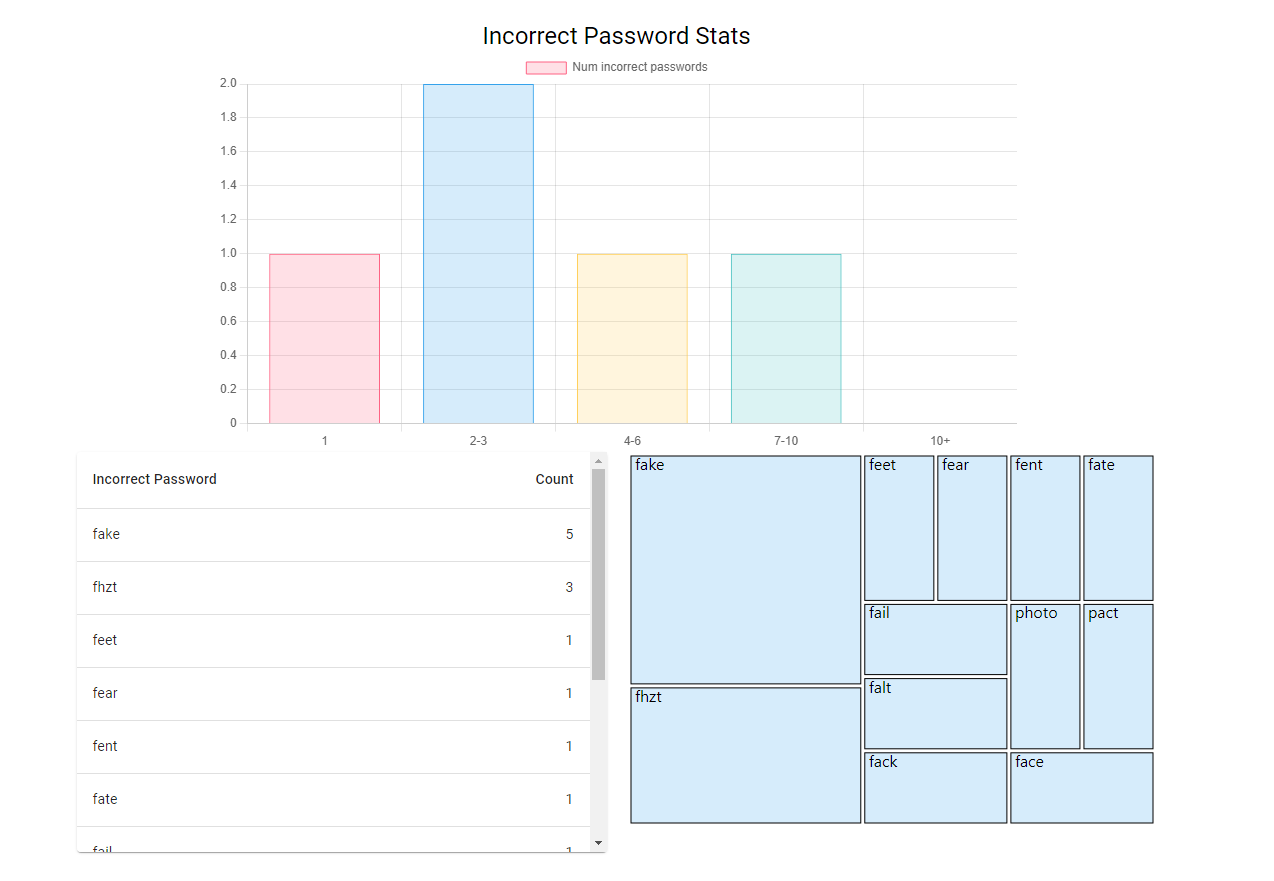 Incorrect Password Stats
Num incorrect passwords
2.0
1.8
1.6
1.4
1.2
1.0
0.8
0.6
0.4
0.2
0
1 2-3 4-6 7-10 10+
Incorrect Password Count
fake 5
fhzt 3
feet 1
fear 1
fent 1
fate 1
fail 1
fake feet fear fent fate
fail photo pact
falt
fhzt
fack face